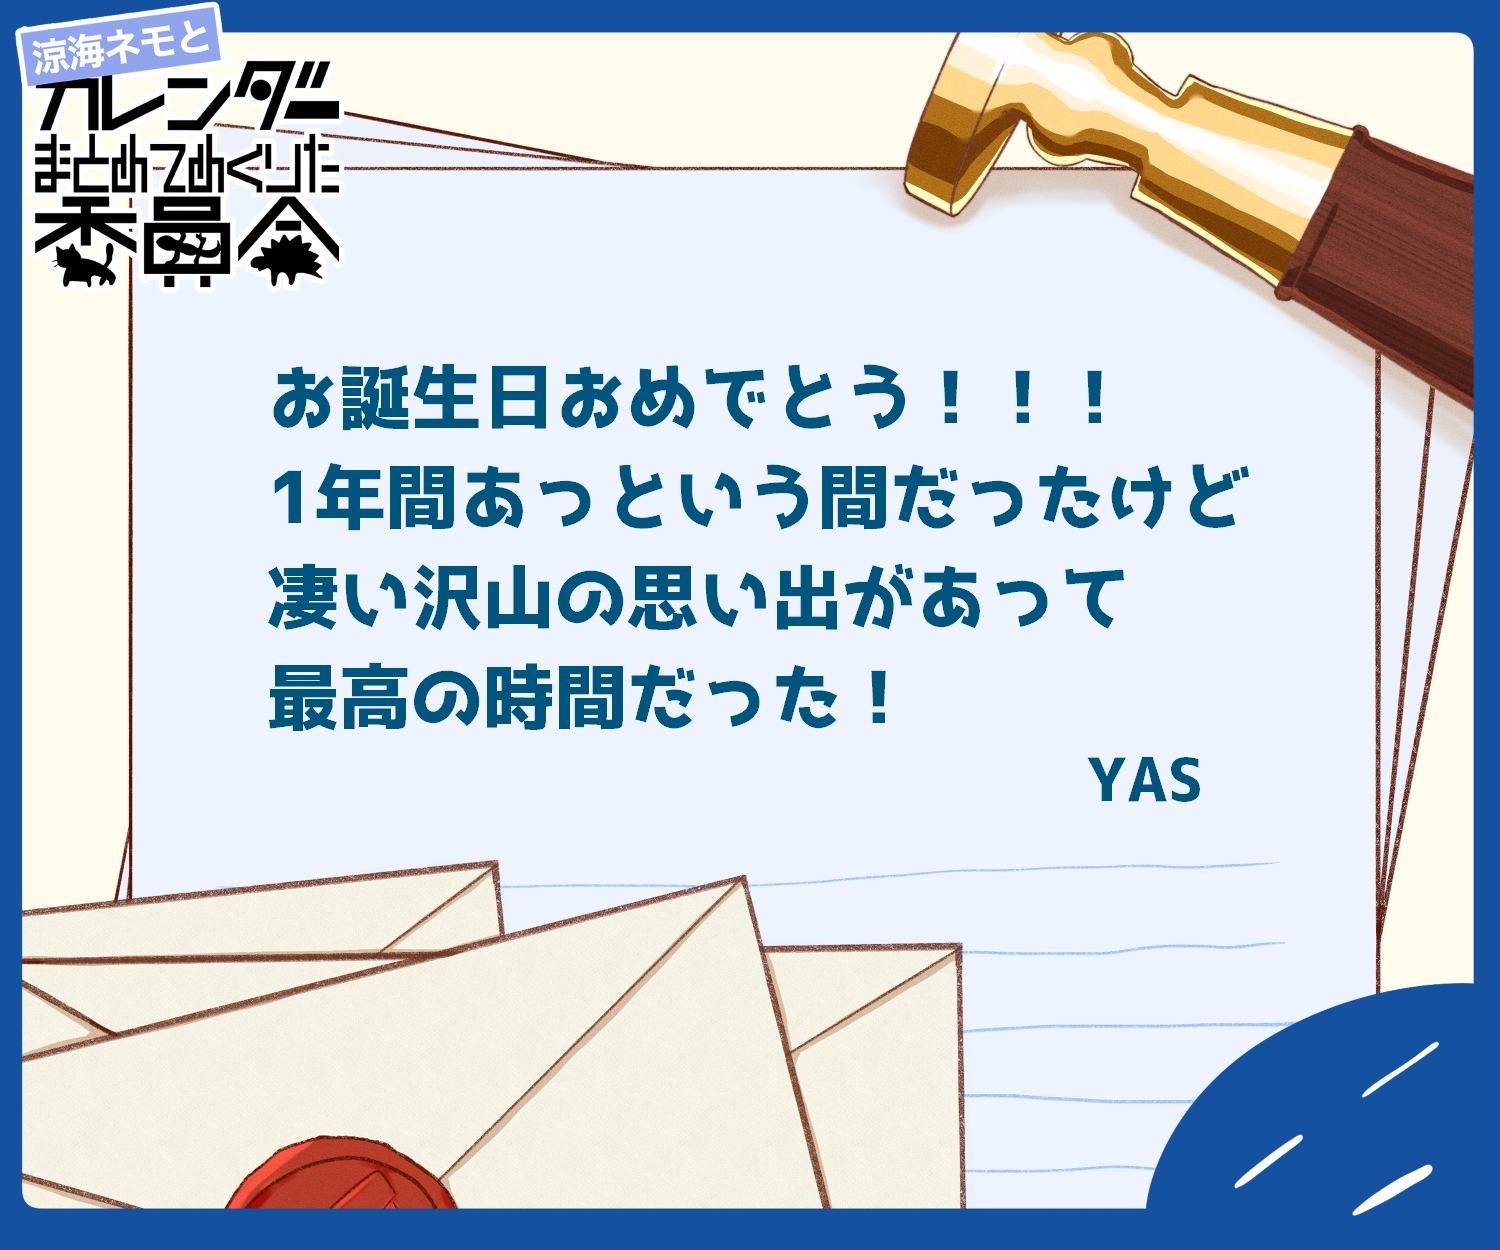 涼海ネモと
カレンダー
まとめてめくりた
委員会
お誕生日おめでとう！！！
1年間あっという間だったけど
凄い沢山の思い出があって
最高の時間だった！
YAS